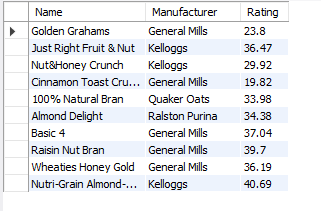 Name Manufacturer Rating
Golden Grahams General Mills 23.8
Just Right Fruit & Nut Kelloggs 36.47
Nut&Honey Crunch Kelloggs 29.92
Cinnamon Toast Cru... General Mills 19.82
100% Natural Bran Quaker Oats 33.98
Almond Delight Ralston Purina 34.38
Basic 4 General Mills 37.04
Raisin Nut Bran General Mills 39.7
Wheaties Honey Gold General Mills 36.19
Nutri-Grain Almond-... Kelloggs 40.69